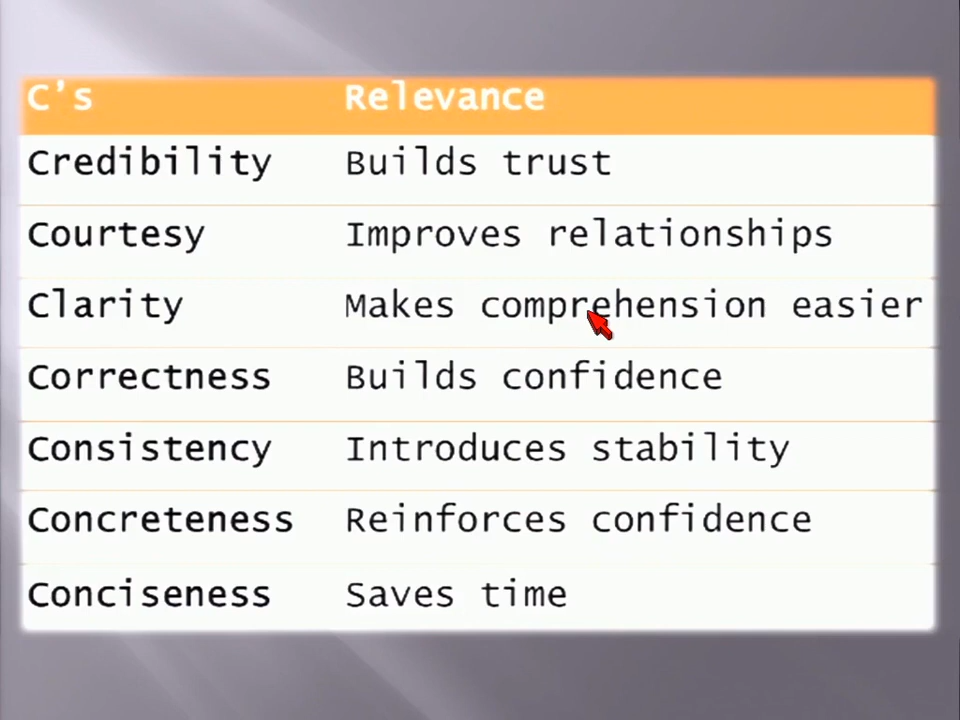 C's Relevance
Credibility Builds trust
Courtesy Improves relationships
Clarity Makes comprehension easier
Correctness Builds confidence
Consistency Introduces stability
Concreteness Reinforces confidence
Conciseness Saves time